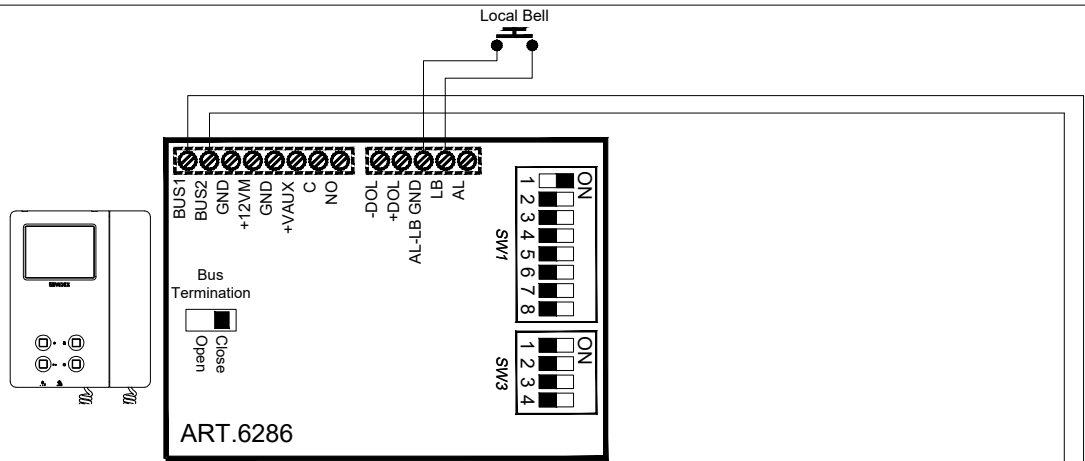 Local Bell
BUS1
BUS2
GND
+12VM
GND
+VAUX
C
NO
-DOL
+DOL
AL-LB GND
LB
AL
ON
1
2
3
4
5
6
7
8
SW1
Bus
Termination
Open
Close
ON
1
2
3
4
SW3
ART.6286